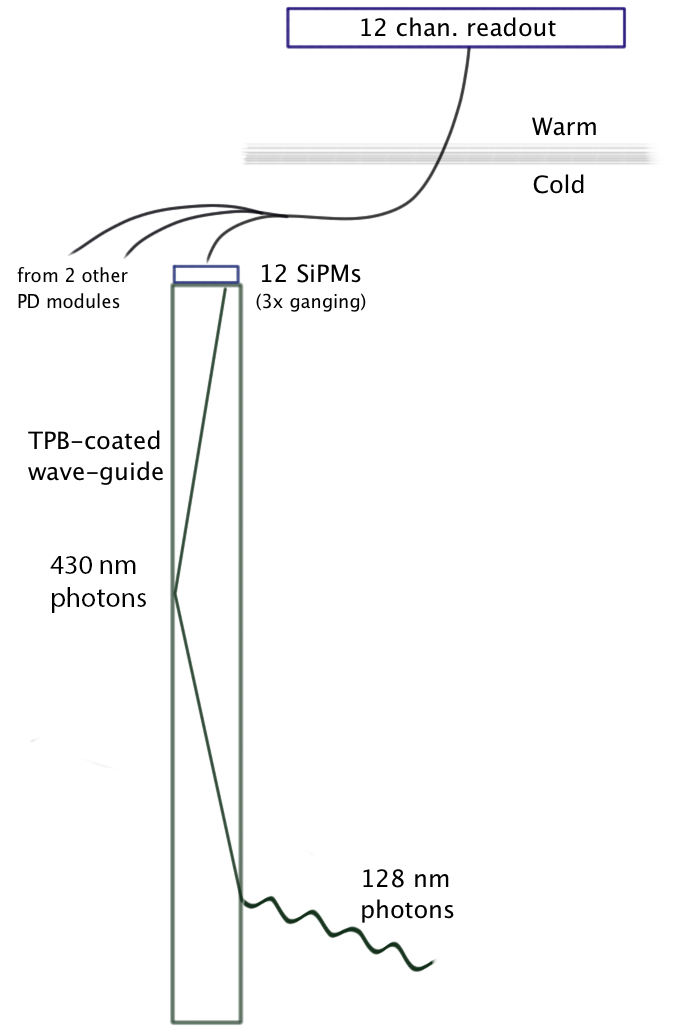 12 chan. readout
Warm
Cold
from 2 other
PD modules
12 SiPMs
(3x ganging)
TPB-coated
wave-guide
430 nm
photons
128 nm
photons